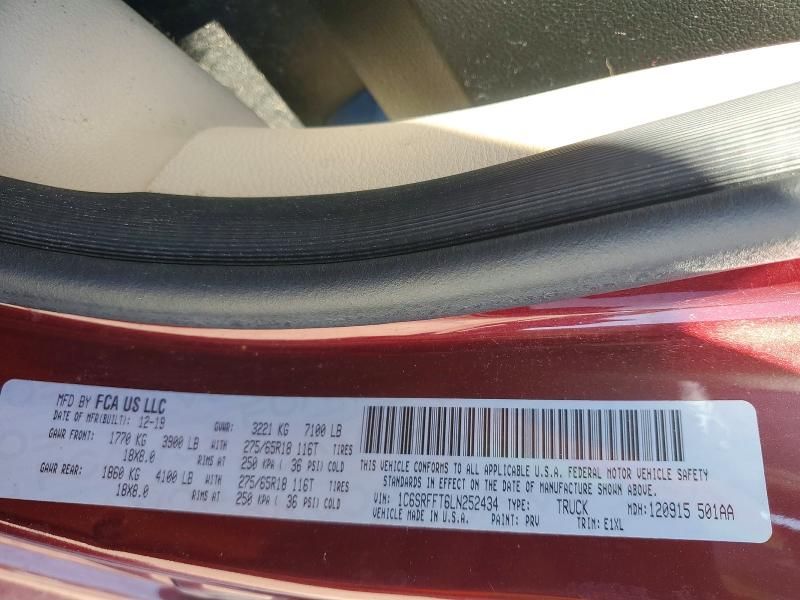 MFD BY FCA US LLC
DATE OF MFR(BUILT): 12-19 GVWR: 3221 KG 7100 LB
GAWR FRONT: 1770 KG 3900 LB WITH 275/65R18 116T TIRES
18X8.0 RIMS AT 250 KPA ( 36 PSI) COLD
GAWR REAR: 1860 KG 4100 LB WITH 275/65R18 116T TIRES
18X8.0 RIMS AT 250 KPA ( 36 PSI) COLD
THIS VEHICLE CONFORMS TO ALL APPLICABLE U.S.A. FEDERAL MOTOR VEHICLE SAFETY
STANDARDS IN EFFECT ON THE DATE OF MANUFACTURE SHOWN ABOVE.
VIN: 1C6SRFFT6LN252434 TYPE: TRUCK MDH: 120915 501AA
VEHICLE MADE IN U.S.A. PAINT: PRV TRIM: E1XL